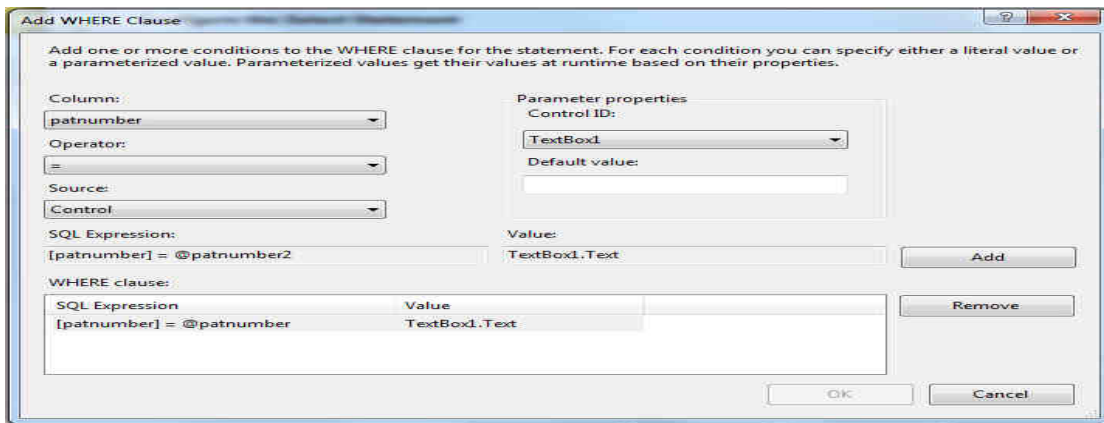 Add WHERE Clause
Add one or more conditions to the WHERE clause for the statement. For each condition you can specify either a literal value or
a parameterized value. Parameterized values get their values at runtime based on their properties.
Column:
patnumber
Operator:
=
Source:
Control
Parameter properties
Control ID:
TextBox1
Default value:
SQL Expression:
[patnumber] = @patnumber2
Value:
TextBox1.Text
Add
WHERE clause:
SQL Expression Value
[patnumber] = @patnumber TextBox1.Text
Remove
OK
Cancel